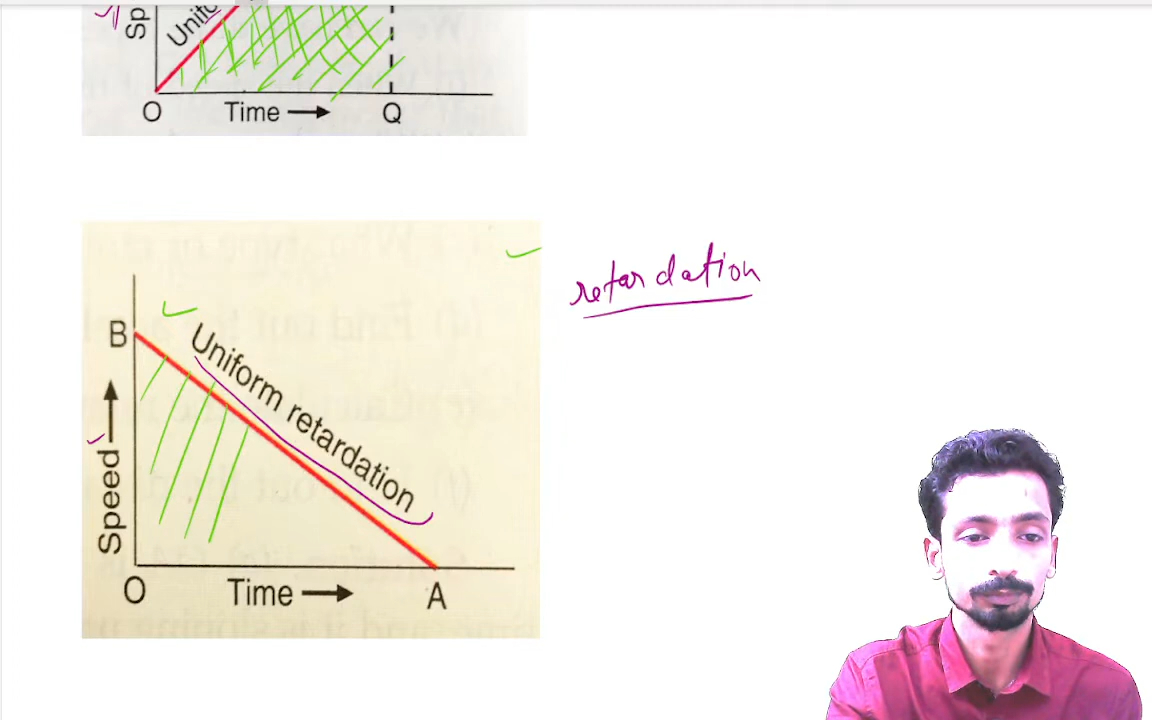 Sp
Unifo
O
Time
Q
retardation
B
Uniform retardation
Speed
O
Time
A